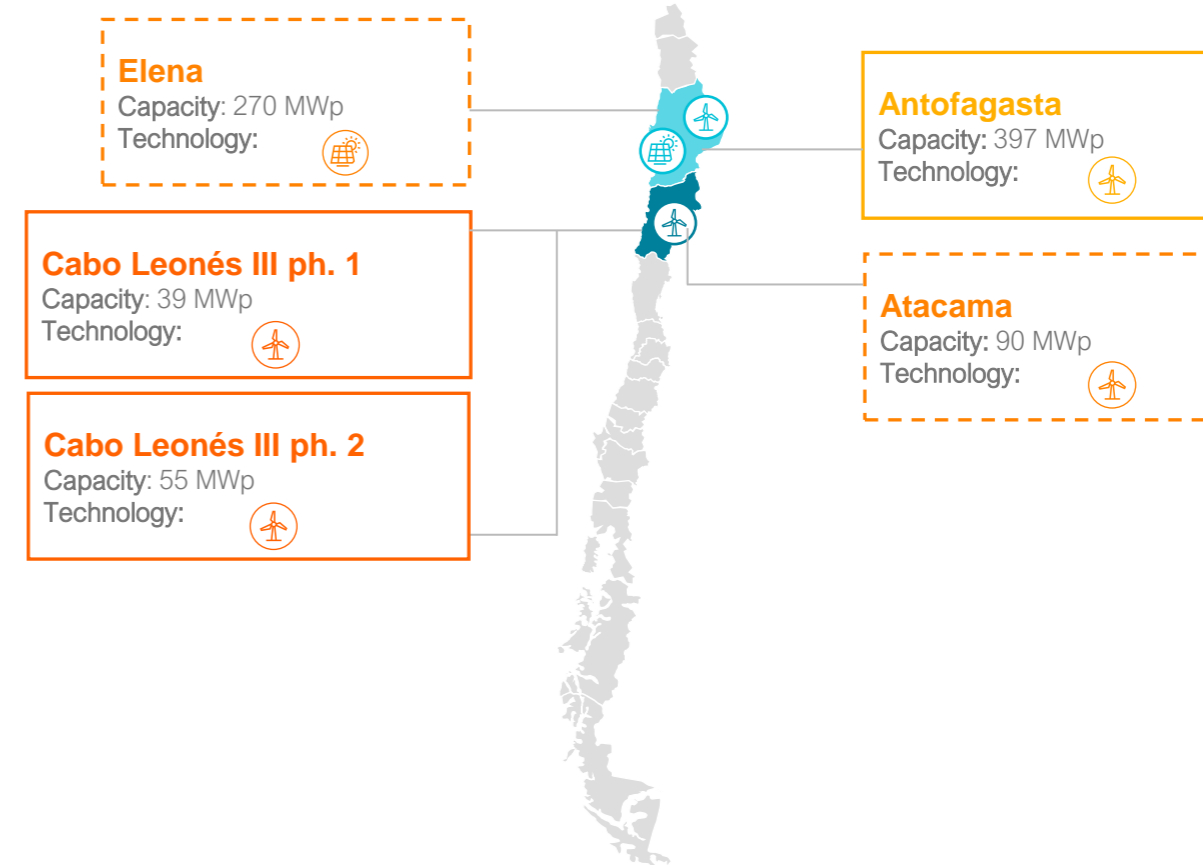 Elena
Capacity: 270 MWp
Technology:
Cabo Leonés III ph. 1
Capacity: 39 MWp
Technology:
Cabo Leonés III ph. 2
Capacity: 55 MWp
Technology:
Antofagasta
Capacity: 397 MWp
Technology:
Atacama
Capacity: 90 MWp
Technology: